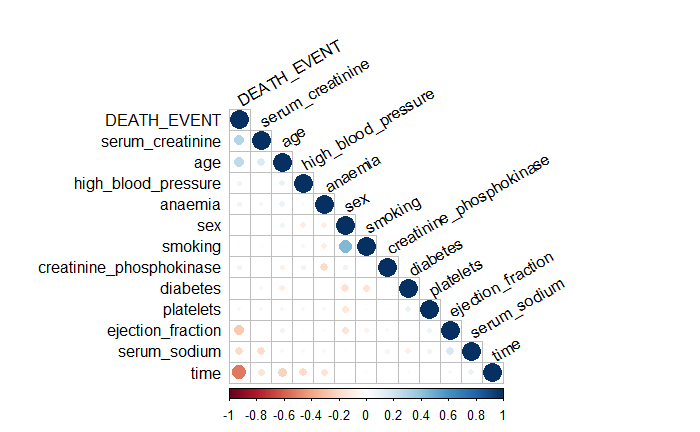 DEATH_EVENT
serum_creatinine
age
high_blood_pressure
anaemia
sex
smoking
creatinine_phosphokinase
diabetes
platelets
ejection_fraction
serum_sodium
time
DEATH_EVENT
serum_creatinine
age
high_blood_pressure
anaemia
sex
smoking
creatinine_phosphokinase
diabetes
platelets
ejection_fraction
serum_sodium
time
-1 -0.8 -0.6 -0.4 -0.2 0 0.2 0.4 0.6 0.8 1